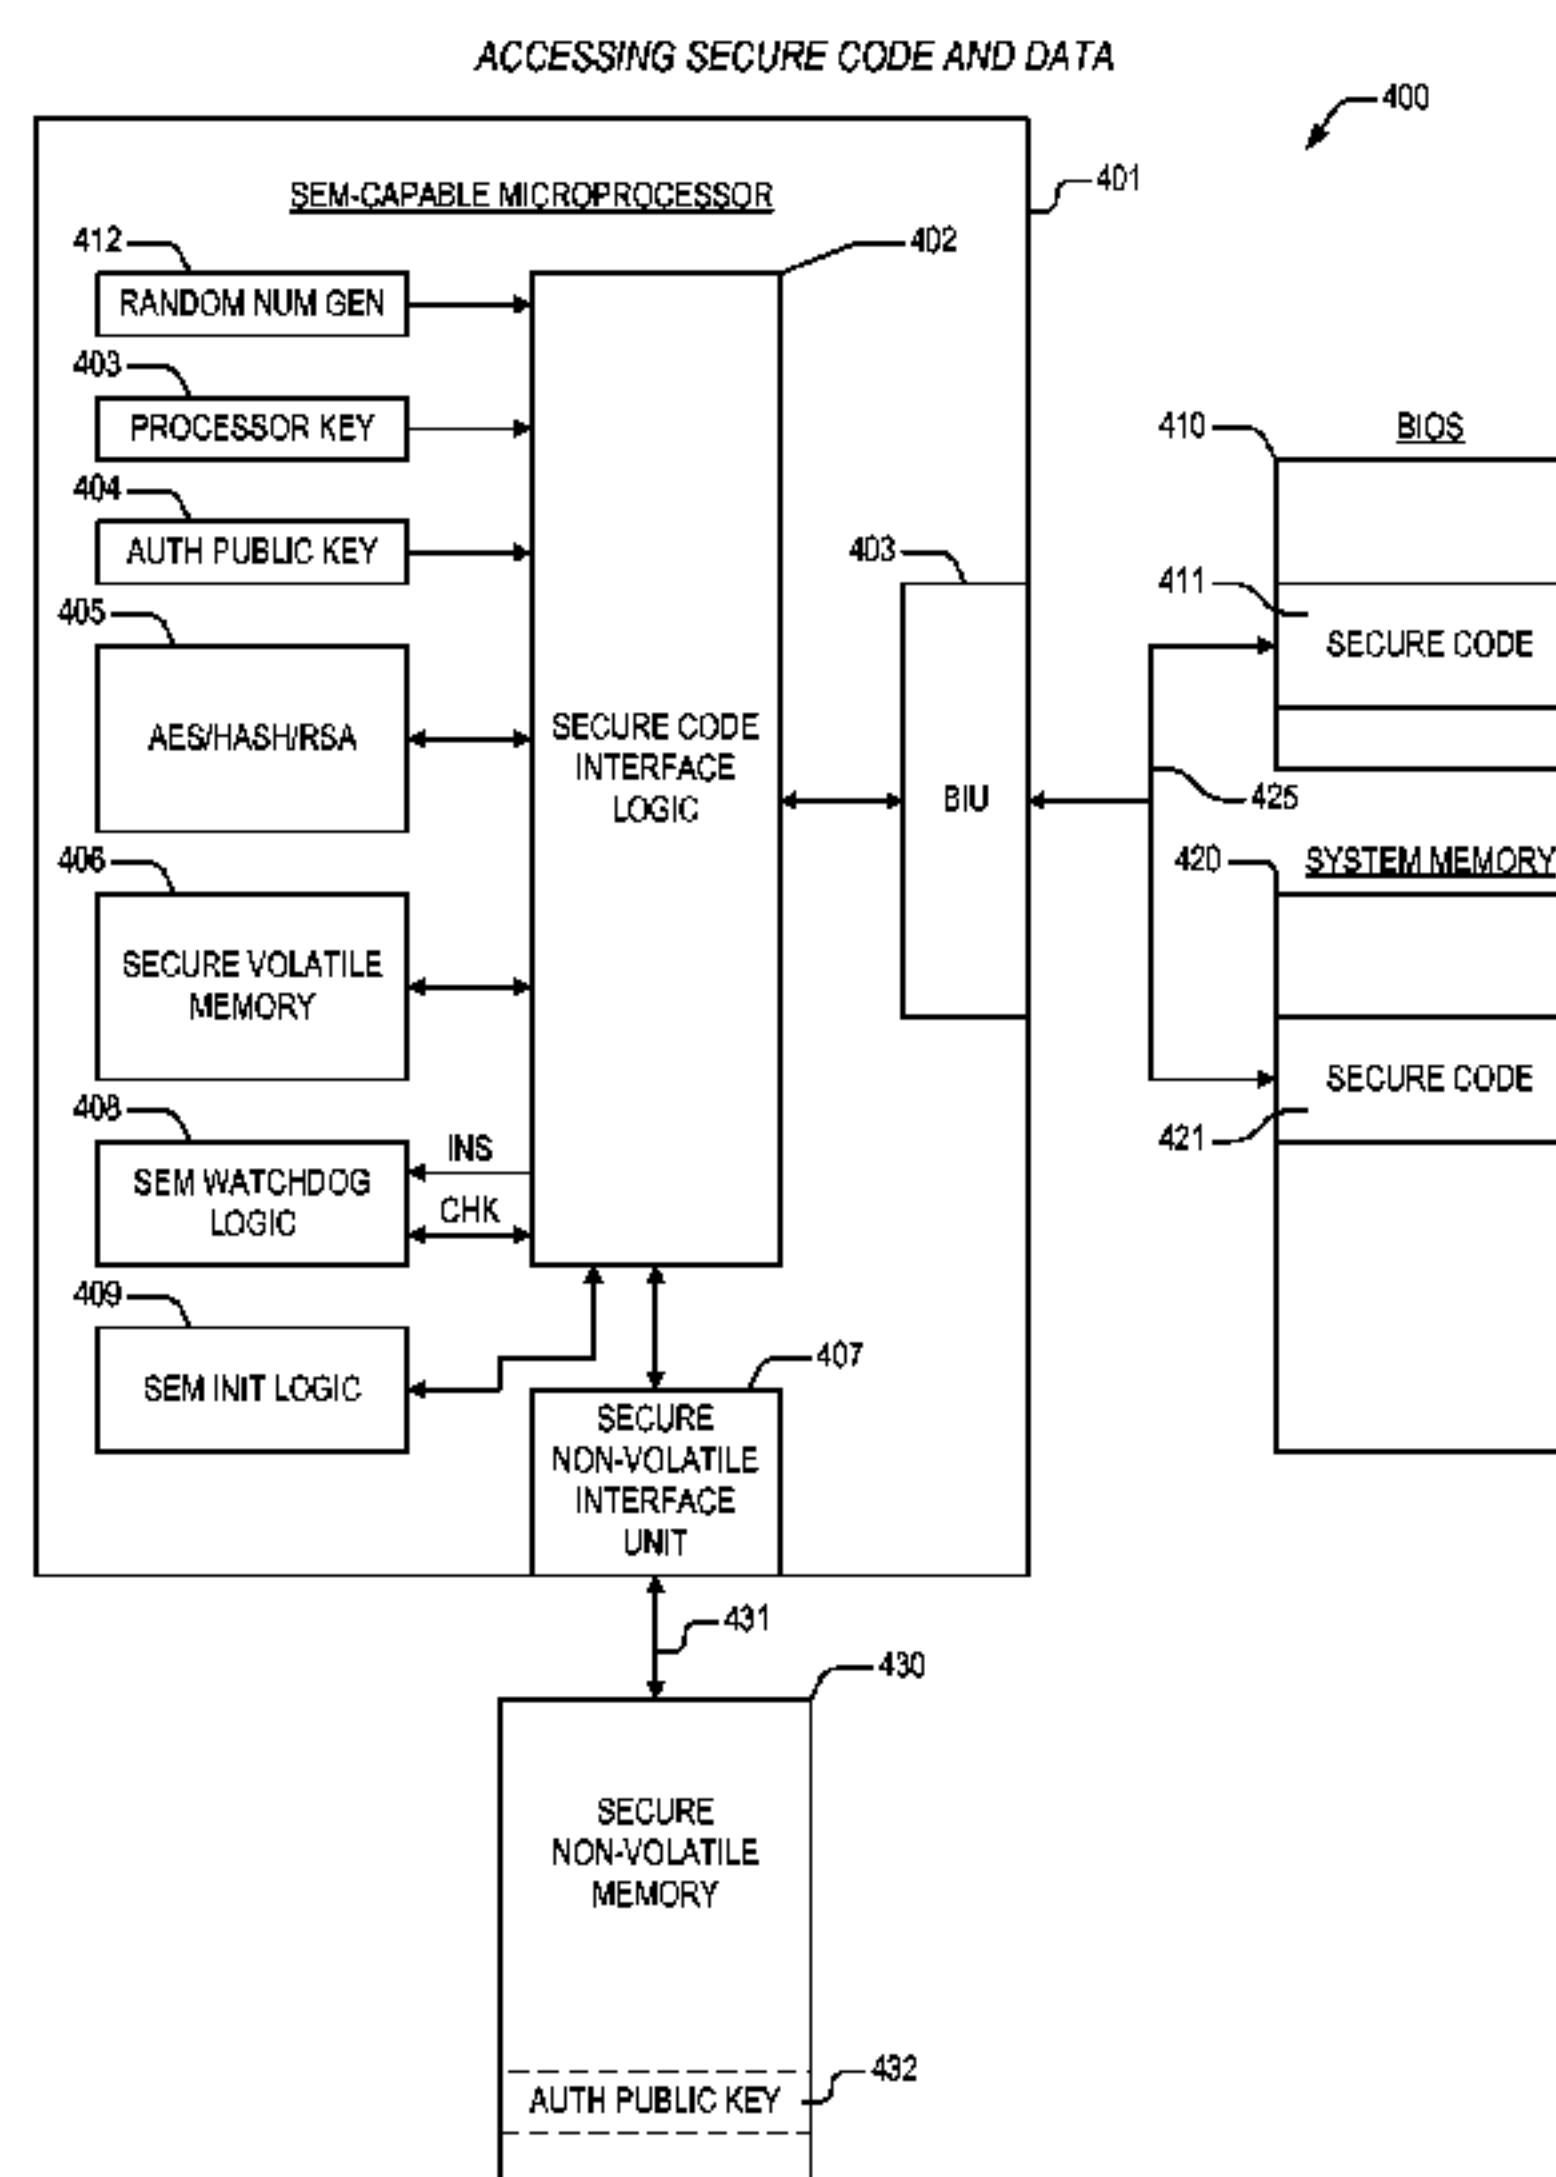 ACCESSING SECURE CODE AND DATA
400
401
SEM-CAPABLE MICROPROCESSOR
412
402
RANDOM NUM GEN
403
PROCESSOR KEY
410
BIOS
404
AUTH PUBLIC KEY
403
411
405
SECURE CODE
AES/HASH/RSA
SECURE CODE
INTERFACE
LOGIC
BIU
425
406
420
SYSTEM MEMORY
SECURE VOLATILE
MEMORY
SECURE CODE
408
421
INS
SEM WATCHDOG
LOGIC
CHK
409
SEM INIT LOGIC
407
SECURE
NON-VOLATILE
INTERFACE
UNIT
431
430
SECURE
NON-VOLATILE
MEMORY
432
AUTH PUBLIC KEY